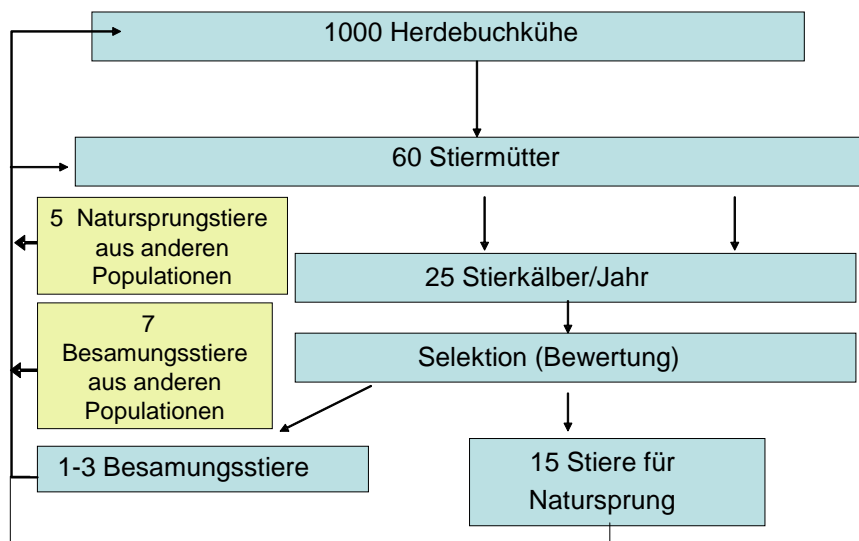 1000 Herdebuchkühe
60 Stiermütter
5 Natursprungstiere
aus anderen
Populationen
25 Stierkälber/Jahr
7
Besamungsstiere
aus anderen
Populationen
Selektion (Bewertung)
1-3 Besamungsstiere
15 Stiere für
Natursprung